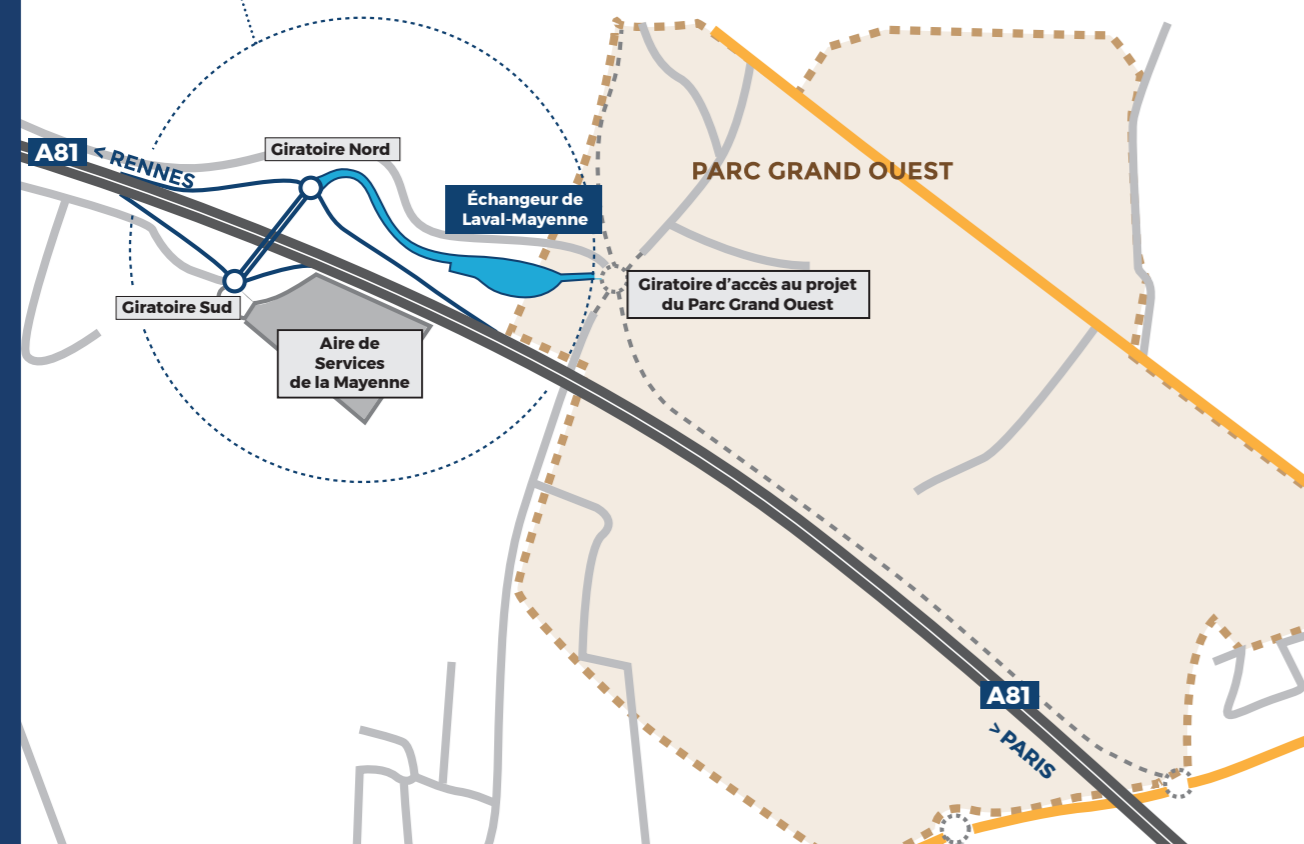 A81
< RENNES
Giratoire Nord
PARC GRAND OUEST
Échangeur de
Laval-Mayenne
Giratoire d'accès au projet
du Parc Grand Ouest
Giratoire Sud
Aire de
Services
de la Mayenne
A81
> PARIS